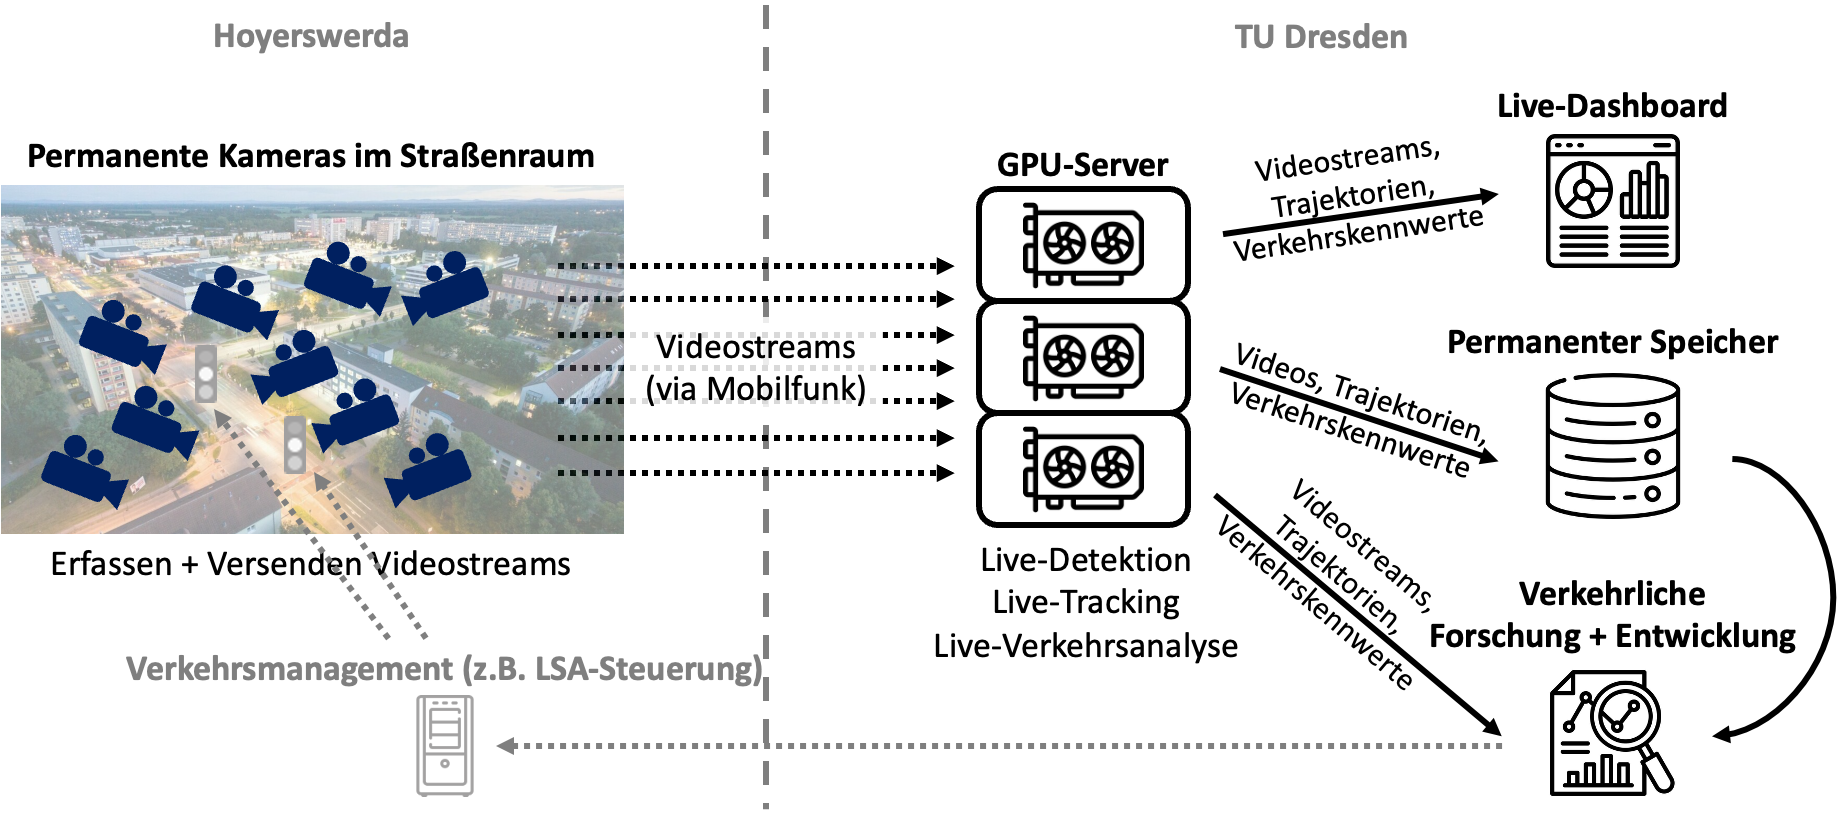 Hoyerswerda
TU Dresden
Permanente Kameras im Straßenraum
Erfassen + Versenden Videostreams
Verkehrsmanagement (z.B. LSA-Steuerung)
Videostreams
(via Mobilfunk)
GPU-Server
Live-Detektion
Live-Tracking
Live-Verkehrsanalyse
Videostreams,
Trajektorien,
Verkehrskennwerte
Live-Dashboard
Videos, Trajektorien,
Verkehrskennwerte
Permanenter Speicher
Videostreams,
Trajektorien,
Verkehrskennwerte
Verkehrliche
Forschung + Entwicklung